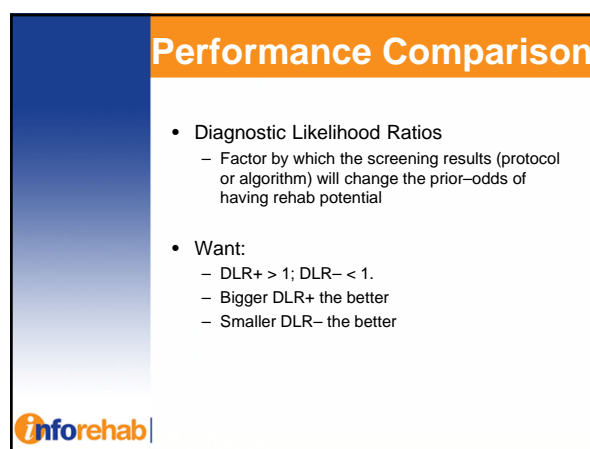 Performance Comparison
• Diagnostic Likelihood Ratios
– Factor by which the screening results (protocol
or algorithm) will change the prior–odds of
having rehab potential
• Want:
– DLR+ > 1; DLR– < 1.
– Bigger DLR+ the better
– Smaller DLR– the better
inforehab